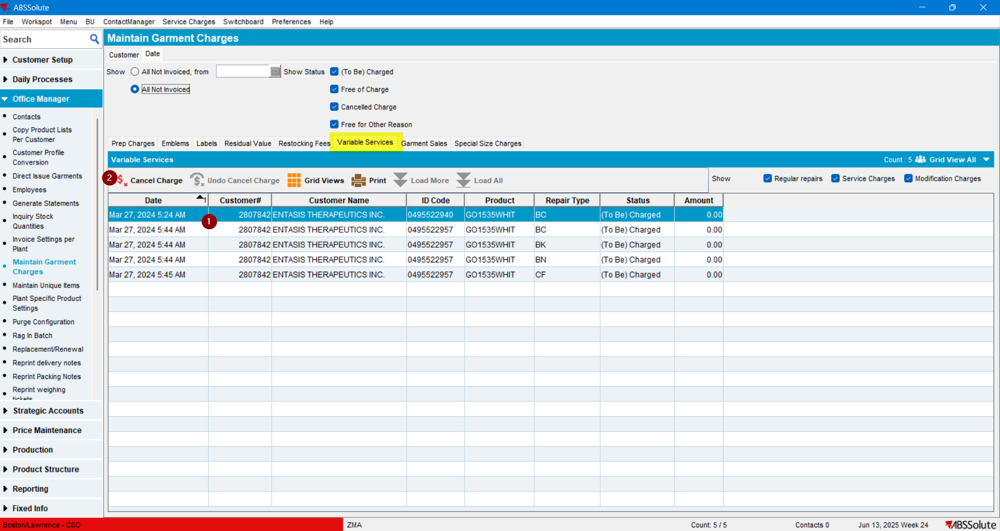 ABSSolute
File Workspot Menu BU ContactManager Service Charges Switchboard Preferences Help
Search
Maintain Garment Charges
Customer Setup
Daily Processes
Office Manager
Contacts
Copy Product Lists
Per Customer
Customer Profile
Conversion
Direct Issue Garments
Employees
Generate Statements
Inquiry Stock
Quantities
Invoice Settings per
Plant
Maintain Garment
Charges
Maintain Unique Items
Plant Specific Product
Settings
Purge Configuration
Rag In Batch
Replacement/Renewal
Reprint delivery notes
Reprint Packing Notes
Reprint weighing
tickets
Strategic Accounts
Price Maintenance
Production
Product Structure
Reporting
Fixed Info
Customer Date
Show All Not Invoiced, from 16 Show Status (To Be) Charged
All Not Invoiced Free of Charge
Cancelled Charge
Free for Other Reason
Prep Charges Emblems Labels Residual Value Restocking Fees Variable Services Garment Sales Special Size Charges
Variable Services Count : 5 Grid View All
2 Cancel Charge Undo Cancel Charge Grid Views Print Load More Load All Show Regular repairs Service Charges Modification Charges
Date 1 Customer# Customer Name ID Code Product Repair Type Status Amount
Mar 27, 2024 5:24 AM 2807842 ENTASIS THERAPEUTICS INC. 0495522940 GO1535WHIT BC (To Be) Charged 0.00
1
Mar 27, 2024 5:44 AM 2807842 ENTASIS THERAPEUTICS INC. 0495522957 GO1535WHIT BC (To Be) Charged 0.00
Mar 27, 2024 5:44 AM 2807842 ENTASIS THERAPEUTICS INC. 0495522957 GO1535WHIT BK (To Be) Charged 0.00
Mar 27, 2024 5:44 AM 2807842 ENTASIS THERAPEUTICS INC. 0495522957 GO1535WHIT BN (To Be) Charged 0.00
Mar 27, 2024 5:45 AM 2807842 ENTASIS THERAPEUTICS INC. 0495522957 GO1535WHIT CF (To Be) Charged 0.00
Boston/Lawrence - CSO ZMA Count: 5 / 5 Contacts 0 Jun 13, 2025 Week 24 ABSSolute